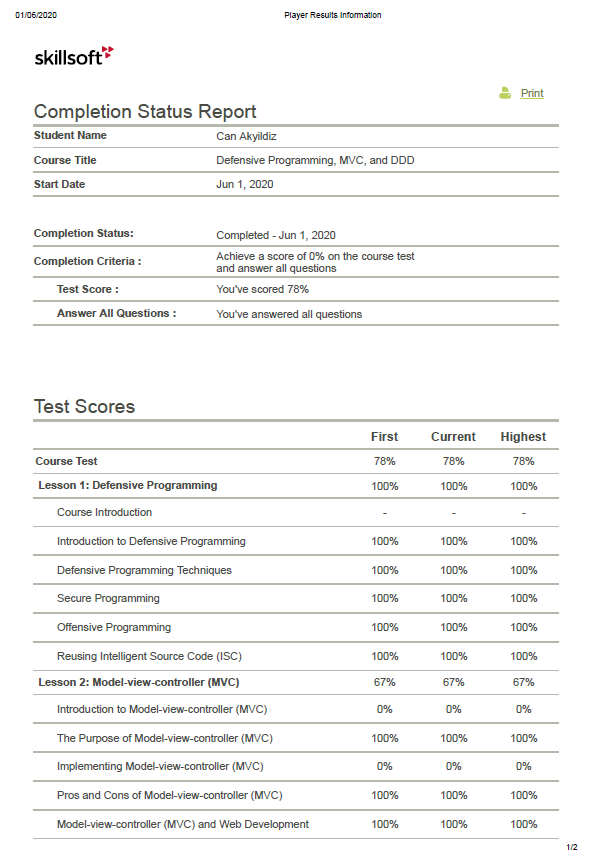 01/06/2020 Player Results Information
skillsoft
Print
Completion Status Report
Student Name Can Akyildiz
Course Title Defensive Programming, MVC, and DDD
Start Date Jun 1, 2020
Completion Status: Completed - Jun 1, 2020
Completion Criteria : Achieve a score of 0% on the course test
and answer all questions
Test Score : You've scored 78%
Answer All Questions : You've answered all questions
Test Scores
First Current Highest
Course Test 78% 78% 78%
Lesson 1: Defensive Programming 100% 100% 100%
Course Introduction - - -
Introduction to Defensive Programming 100% 100% 100%
Defensive Programming Techniques 100% 100% 100%
Secure Programming 100% 100% 100%
Offensive Programming 100% 100% 100%
Reusing Intelligent Source Code (ISC) 100% 100% 100%
Lesson 2: Model-view-controller (MVC) 67% 67% 67%
Introduction to Model-view-controller (MVC) 0% 0% 0%
The Purpose of Model-view-controller (MVC) 100% 100% 100%
Implementing Model-view-controller (MVC) 0% 0% 0%
Pros and Cons of Model-view-controller (MVC) 100% 100% 100%
Model-view-controller (MVC) and Web Development 100% 100% 100%
1/2